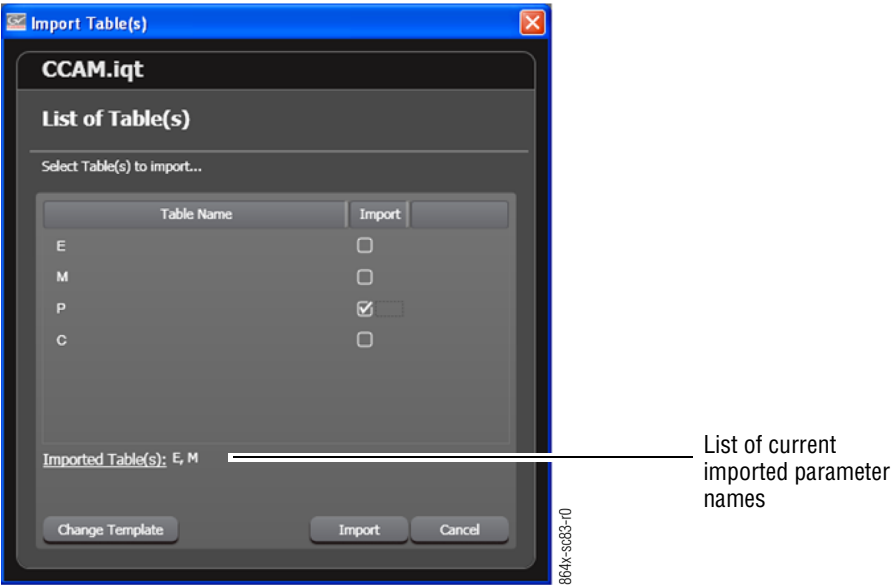 Import Table(s)
CCAM.iqt
List of Table(s)
Select Table(s) to import...
Table Name Import
E
M
P
C
Imported Table(s): E, M
List of current
imported parameter
names
Change Template Import Cancel
864x-sc83-r0